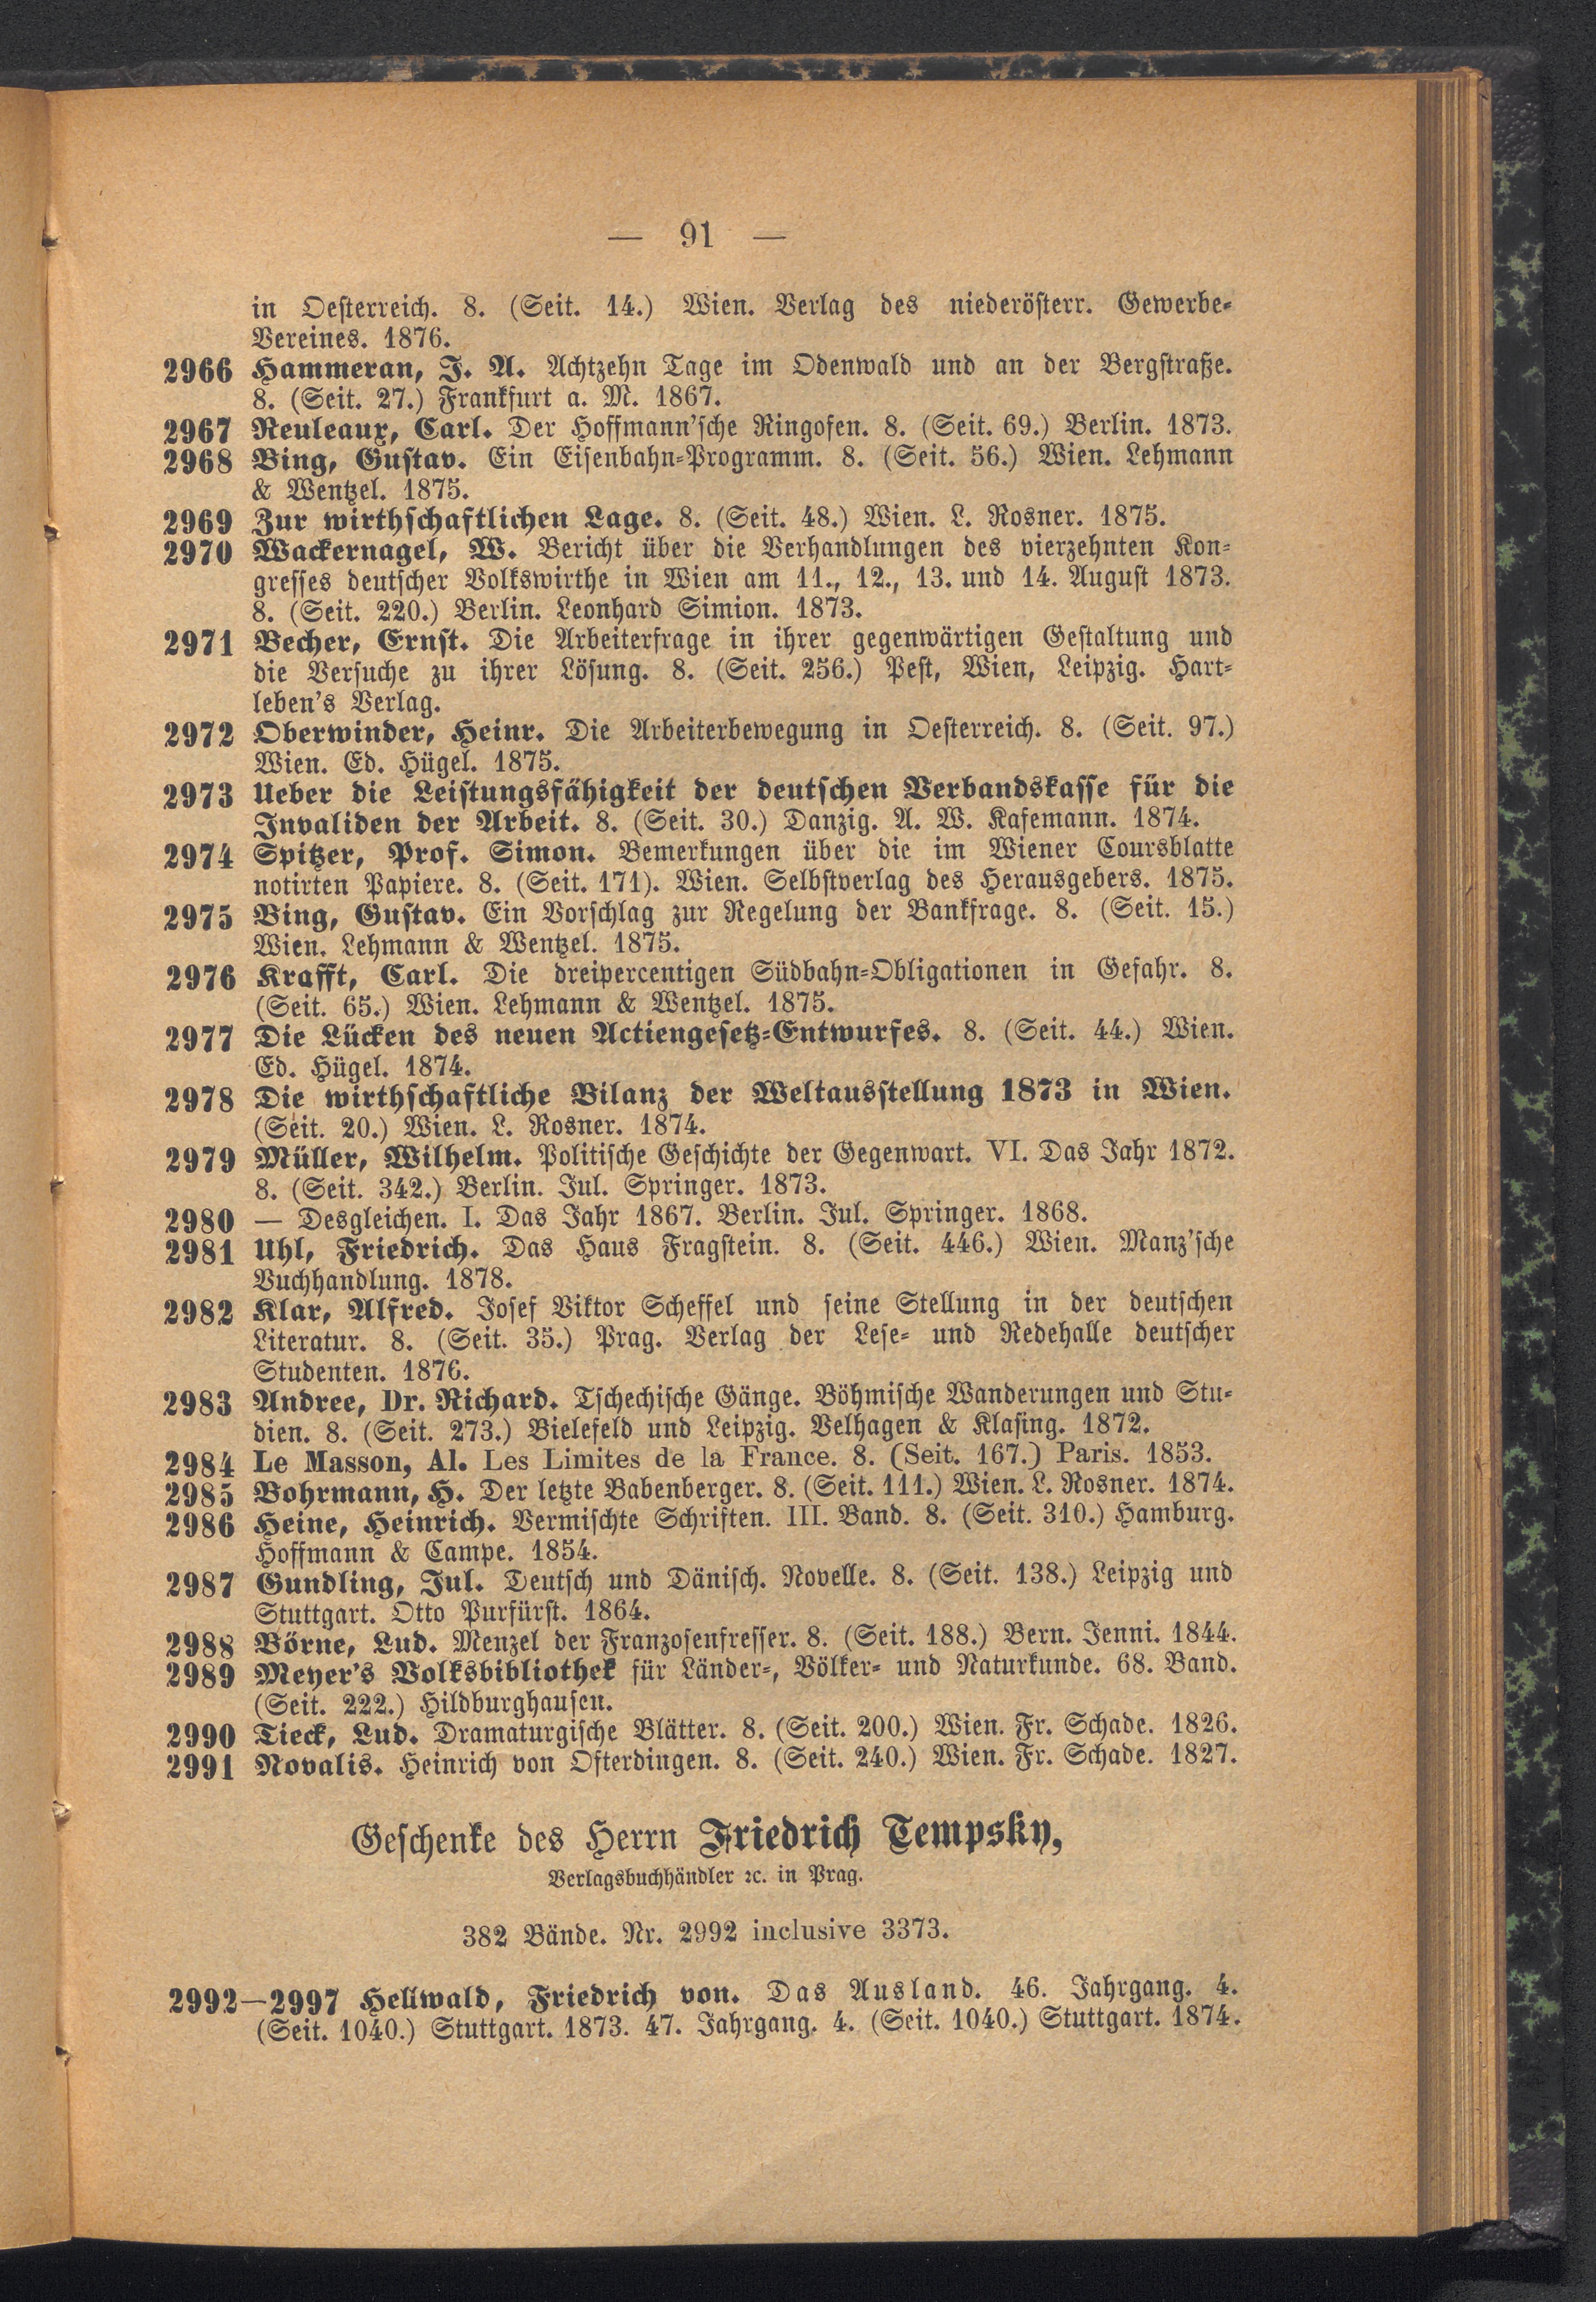 — 91 —
in Oesterreich. 8. (Seit. 14.) Wien. Verlag des niederösterr. Gewerbe-
Vereines. 1876.
2966 Hammeran, J. A. Achtzehn Tage im Odenwald und an der Bergstraße.
8. (Seit. 27.) Frankfurt a. M. 1867.
2967 Reuleaux, Carl. Der Hoffmann'sche Ringofen. 8. (Seit. 69.) Berlin. 1873.
2968 Bing, Gustav. Ein Eisenbahn-Programm. 8. (Seit. 56.) Wien. Lehmann
& Wentzel. 1875.
2969 Zur wirthschaftlichen Lage. 8. (Seit. 48.) Wien. L. Rosner. 1875.
2970 Wackernagel, W. Bericht über die Verhandlungen des vierzehnten Kon-
gresses deutscher Volkswirthe in Wien am 11., 12., 13. und 14. August 1873.
8. (Seit. 220.) Berlin. Leonhard Simion. 1873.
2971 Becher, Ernst. Die Arbeiterfrage in ihrer gegenwärtigen Gestaltung und
die Versuche zu ihrer Lösung. 8. (Seit. 256.) Pest, Wien, Leipzig. Hart-
leben's Verlag.
2972 Oberwinder, Heinr. Die Arbeiterbewegung in Oesterreich. 8. (Seit. 97.)
Wien. Ed. Hügel. 1875.
2973 Ueber die Leistungsfähigkeit der deutschen Verbandskasse für die
Invaliden der Arbeit. 8. (Seit. 30.) Danzig. A. W. Kafemann. 1874.
2974 Spitzer, Prof. Simon. Bemerkungen über die im Wiener Coursblatte
notirten Papiere. 8. (Seit. 171). Wien. Selbstverlag des Herausgebers. 1875.
2975 Bing, Gustav. Ein Vorschlag zur Regelung der Bankfrage. 8. (Seit. 15.)
Wien. Lehmann & Wentzel. 1875.
2976 Krafft, Carl. Die dreipercentigen Südbahn-Obligationen in Gefahr. 8.
(Seit. 65.) Wien. Lehmann & Wentzel. 1875.
2977 Die Lücken des neuen Actiengesetz-Entwurfes. 8. (Seit. 44.) Wien.
Ed. Hügel. 1874.
2978 Die wirthschaftliche Bilanz der Weltausstellung 1873 in Wien.
(Seit. 20.) Wien. L. Rosner. 1874.
2979 Müller, Wilhelm. Politische Geschichte der Gegenwart. VI. Das Jahr 1872.
8. (Seit. 342.) Berlin. Jul. Springer. 1873.
2980 — Desgleichen. I. Das Jahr 1867. Berlin. Jul. Springer. 1868.
2981 Uhl, Friedrich. Das Haus Fragstein. 8. (Seit. 446.) Wien. Manz'sche
Buchhandlung. 1878.
2982 Klar, Alfred. Josef Viktor Scheffel und seine Stellung in der deutschen
Literatur. 8. (Seit. 35.) Prag. Verlag der Lese- und Redehalle deutscher
Studenten. 1876.
2983 Andree, Dr. Richard. Tschechische Gänge. Böhmische Wanderungen und Stu-
dien. 8. (Seit. 273.) Bielefeld und Leipzig. Velhagen & Klasing. 1872.
2984 Le Masson, Al. Les Limites de la France. 8. (Seit. 167.) Paris. 1853.
2985 Bohrmann, H. Der letzte Babenberger. 8. (Seit. 111.) Wien. L. Rosner. 1874.
2986 Heine, Heinrich. Vermischte Schriften. III. Band. 8. (Seit. 310.) Hamburg.
Hoffmann & Campe. 1854.
2987 Gundling, Jul. Deutsch und Dänisch. Novelle. 8. (Seit. 138.) Leipzig und
Stuttgart. Otto Purfürst. 1864.
2988 Börne, Lud. Menzel der Franzosenfresser. 8. (Seit. 188.) Bern. Jenni. 1844.
2989 Meyer's Volksbibliothek für Länder-, Völker- und Naturkunde. 68. Band.
(Seit. 222.) Hildburghausen.
2990 Tieck, Lud. Dramaturgische Blätter. 8. (Seit. 200.) Wien. Fr. Schade. 1826.
2991 Novalis. Heinrich von Ofterdingen. 8. (Seit. 240.) Wien. Fr. Schade. 1827.
Geschenke des Herrn Friedrich Tempsky,
Verlagsbuchhändler ꝛc. in Prag.
382 Bände. Nr. 2992 inclusive 3373.
2992—2997 Hellwald, Friedrich von. Das Ausland. 46. Jahrgang. 4.
(Seit. 1040.) Stuttgart. 1873. 47. Jahrgang. 4. (Seit. 1040.) Stuttgart. 1874.